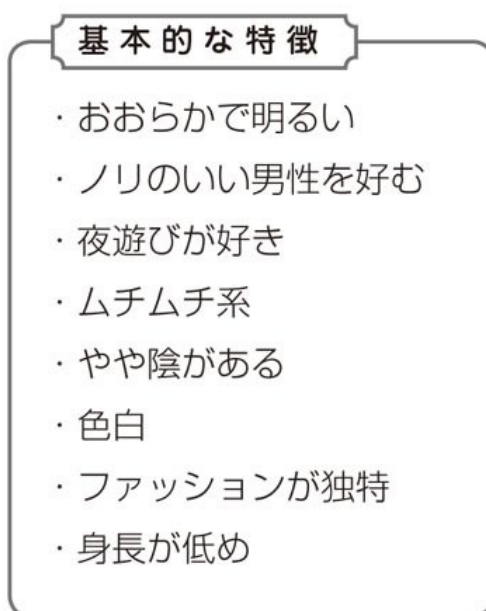 基本的な特徴
・おおらかで明るい
・ノリのいい男性を好む
・夜遊びが好き
・ムチムチ系
・やや陰がある
・色白
・ファッションが独特
・身長が低め